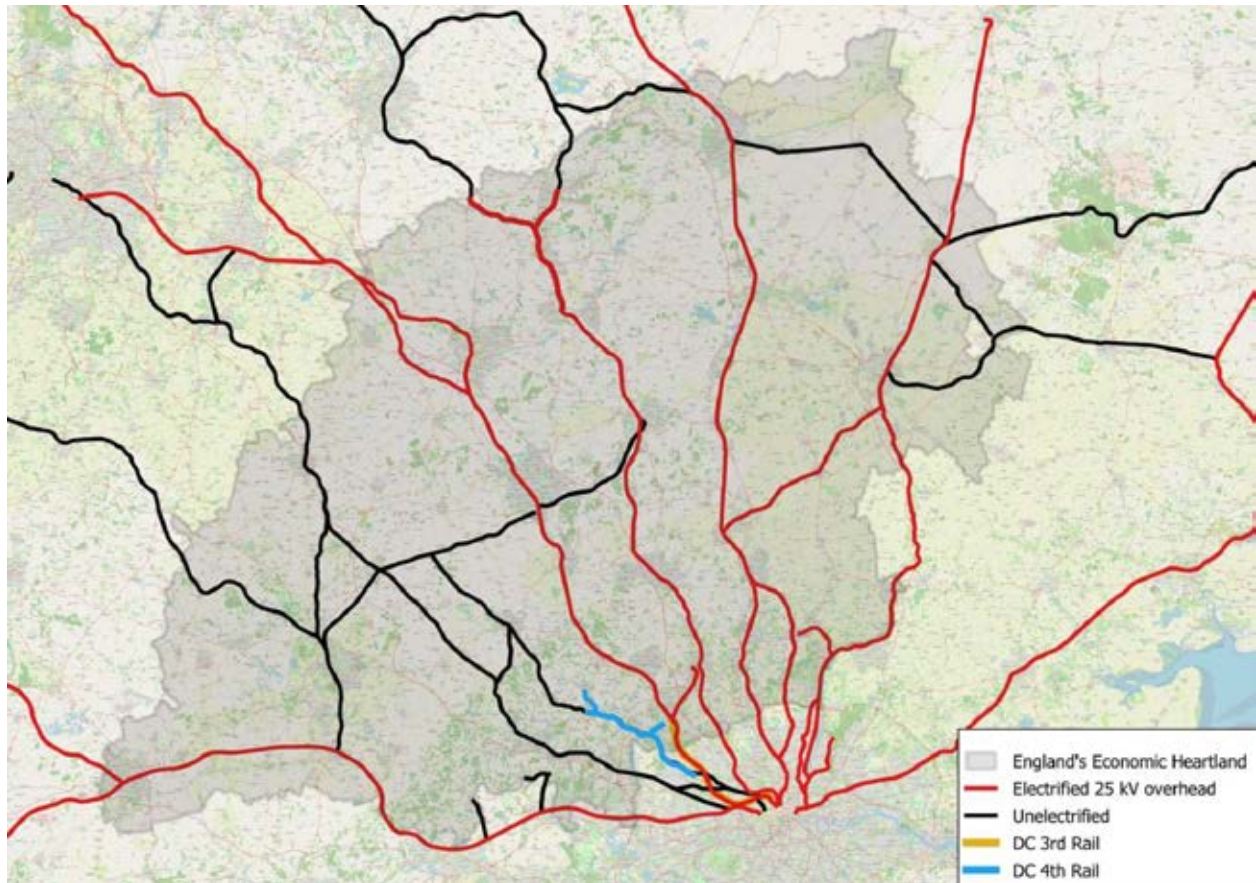 England's Economic Heartland
Electrified 25 kV overhead
Unelectrified
DC 3rd Rail
DC 4th Rail